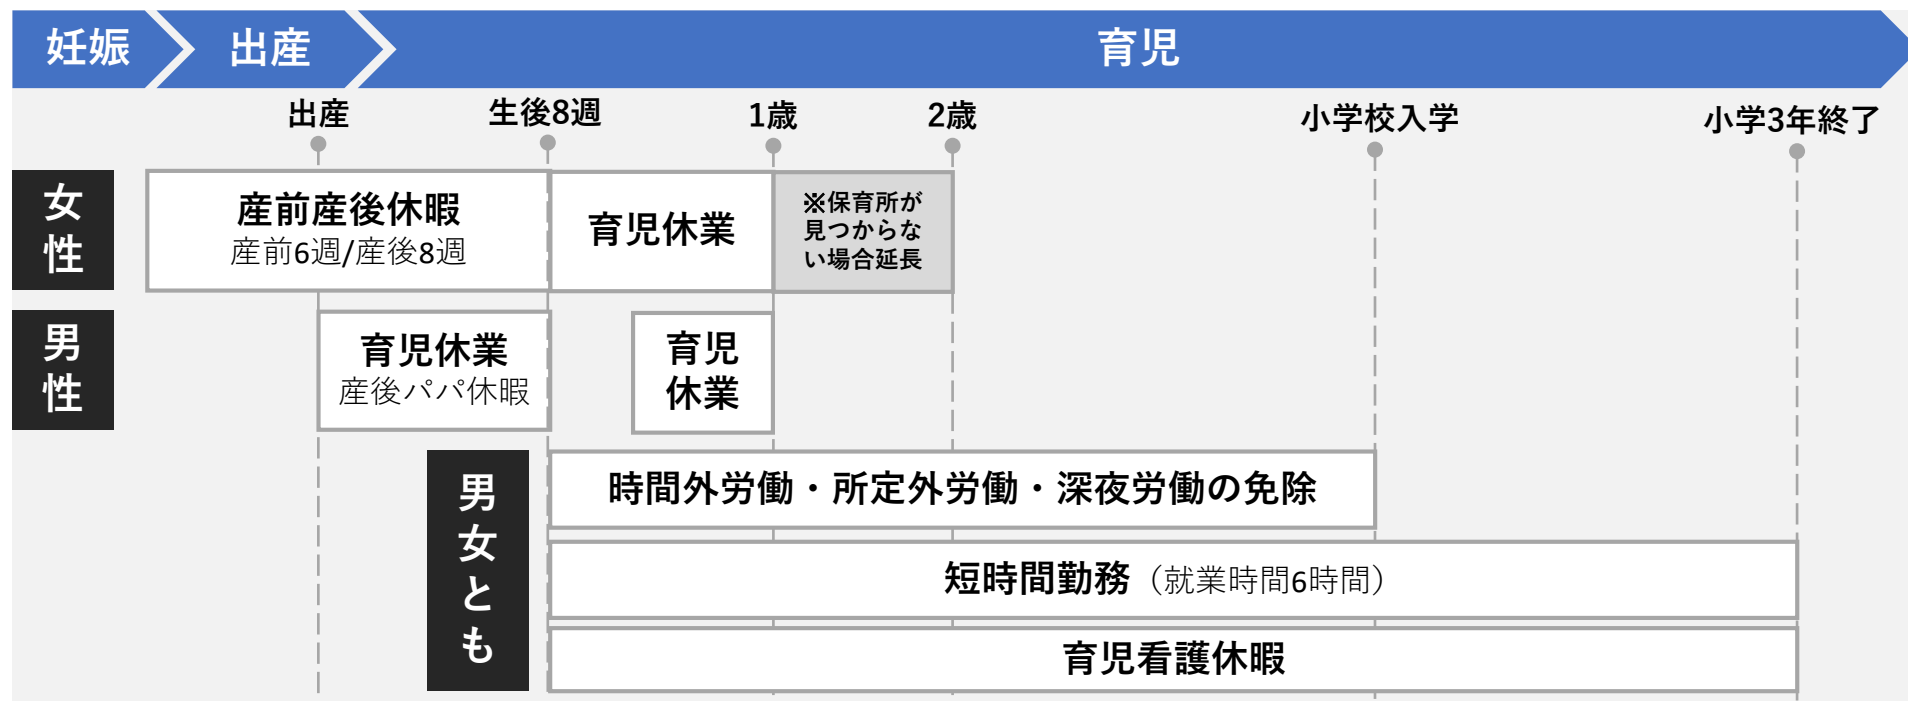 妊娠
出産
育児
出産
生後8週
1歳
2歳
小学校入学
小学3年終了
女性
産前産後休暇
産前6週/産後8週
育児休業
※保育所が
見つからな
い場合延長
男性
育児休業
産後パパ休暇
育児
休業
男女とも
時間外労働・所定外労働・深夜労働の免除
短時間勤務（就業時間6時間）
育児看護休暇